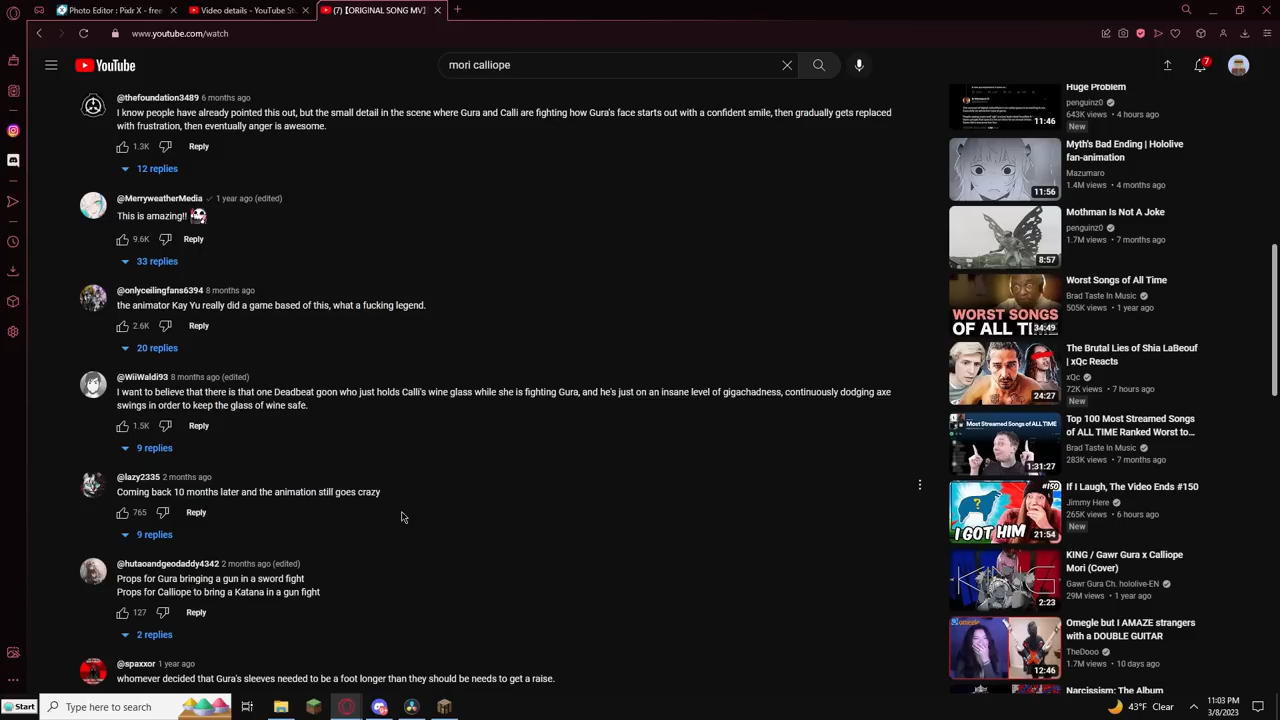 Photo Editor : Pixlr X - free
Video details - YouTube St
(7) 【ORIGINAL SONG MV】
www.youtube.com/watch
YouTube
mori calliope
7
@thefoundation3489 6 months ago
I know people have already pointed this out but I love the small detail in the scene where Gura and Calli are shooting how Gura's face starts out with a confident smile, then gradually gets replaced
with frustration, then eventually anger is awesome.
1.3K Reply
12 replies
@MerryweatherMedia 1 year ago (edited)
This is amazing!!
9.6K Reply
33 replies
@onlyceilingfans6394 8 months ago
the animator Kay Yu really did a game based of this, what a fucking legend.
2.6K Reply
20 replies
@WiiWaldi93 8 months ago (edited)
I want to believe that there is that one Deadbeat goon who just holds Calli's wine glass while she is fighting Gura, and he's just on an insane level of gigachadness, continuously dodging axe
swings in order to keep the glass of wine safe.
1.5K Reply
9 replies
@lazy2335 2 months ago
Coming back 10 months later and the animation still goes crazy
765 Reply
9 replies
@hutaoandgeodaddy4342 2 months ago (edited)
Props for Gura bringing a gun in a sword fight
Props for Calliope to bring a Katana in a gun fight
127 Reply
2 replies
@spaxxor 1 year ago
whomever decided that Gura's sleeves needed to be a foot longer than they should be needs to get a raise.
11:46
Huge Problem
penguinz0
643K views • 4 hours ago
New
11:56
Myth's Bad Ending | Hololive
fan-animation
Mazumaro
1.4M views • 4 months ago
8:57
Mothman Is Not A Joke
penguinz0
1.7M views • 7 months ago
WORST SONGS
OF ALL TI
34:49
Worst Songs of All Time
Brad Taste In Music
505K views • 1 year ago
24:27
The Brutal Lies of Shia LaBeouf
| xQc Reacts
xQc
72K views • 7 hours ago
New
Most Streamed Songs of ALL TIME
1:31:27
Top 100 Most Streamed Songs
of ALL TIME Ranked Worst to...
Brad Taste In Music
283K views • 7 months ago
#150
?
I GOT HIM
21:54
If I Laugh, The Video Ends #150
Jimmy Here
265K views • 6 hours ago
New
KING
2:23
KING / Gawr Gura x Calliope
Mori (Cover)
Gawr Gura Ch. hololive-EN
29M views • 1 year ago
omegle
12:46
Omegle but I AMAZE strangers
with a DOUBLE GUITAR
TheDooo
1.7M views • 10 days ago
Narcissism: The Album
Start
Type here to search
43°F Clear
11:03 PM
3/8/2023